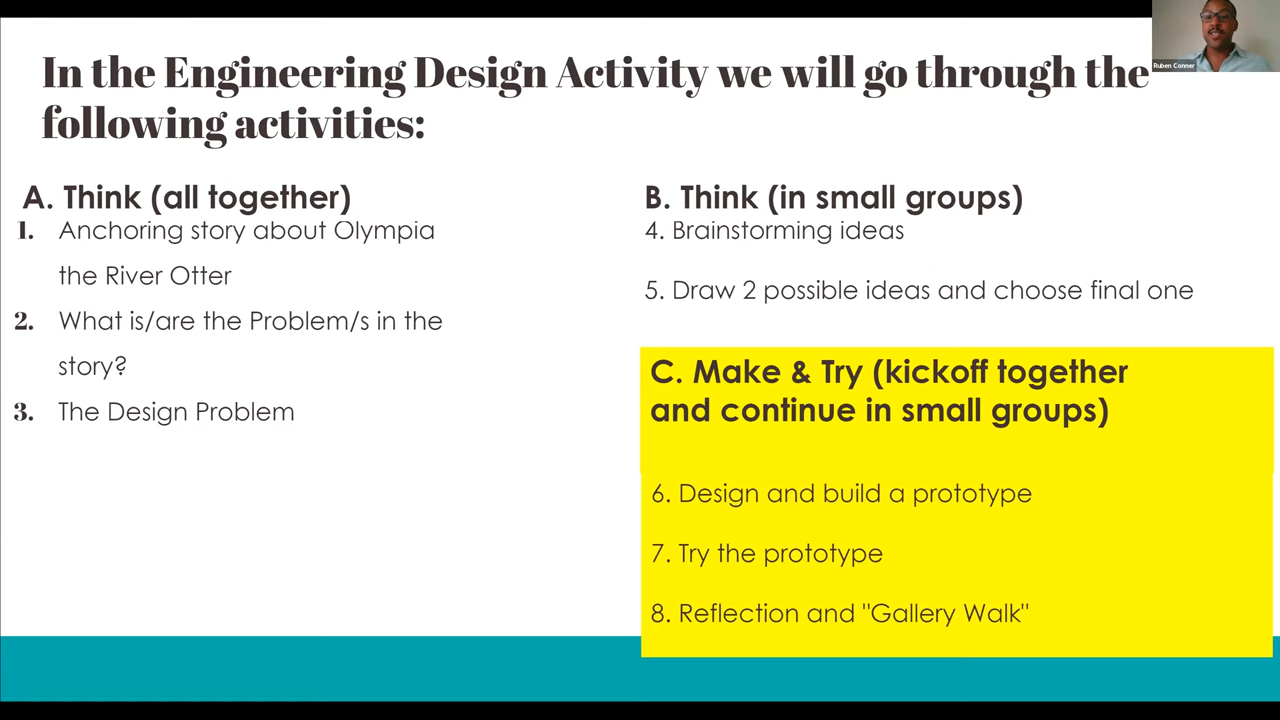 In the Engineering Design Activity we will go through the
following activities:
Ruben Conner
A. Think (all together)
1. Anchoring story about Olympia
the River Otter
2. What is/are the Problem/s in the
story?
3. The Design Problem
B. Think (in small groups)
4. Brainstorming ideas
5. Draw 2 possible ideas and choose final one
C. Make & Try (kickoff together
and continue in small groups)
6. Design and build a prototype
7. Try the prototype
8. Reflection and "Gallery Walk"